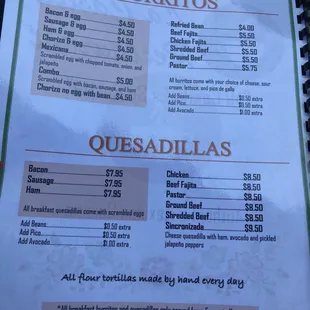 Bacon & egg $4.50
Sausage & egg $4.50
Ham & egg $4.50
Chorizo & egg $4.50
Mexicano $4.50
Scrambled egg with chopped tomato, onion, and
jalapeño
Combo $5.00
Scrambled egg with bacon, sausage, and ham
Chorizo no egg with bean $4.50
Refried Bean $4.00
Beef Fajita $5.50
Chicken Fajita $5.50
Shredded Beef $5.50
Ground Beef $5.50
Pastor $5.75
All burritos come with your choice of cheese, sour
cream, lettuce, and pico de gallo
Add Beans $0.50 extra
Add Pico $0.50 extra
Add Avocado $1.00 extra
QUESADILLAS
Bacon $7.95
Sausage $7.95
Ham $7.95
All breakfast quesadillas come with scrambled eggs
Add Beans $0.50 extra
Add Pico $0.50 extra
Add Avocado $1.00 extra
Chicken $8.50
Beef Fajita $8.50
Pastor $8.50
Ground Beef $8.50
Shredded Beef $8.50
Sincronizada $9.50
Cheese quesadilla with ham, avocado, and pickled
jalapeño peppers
All flour tortillas made by hand every day
*All breakfast burritos and quesadillas only